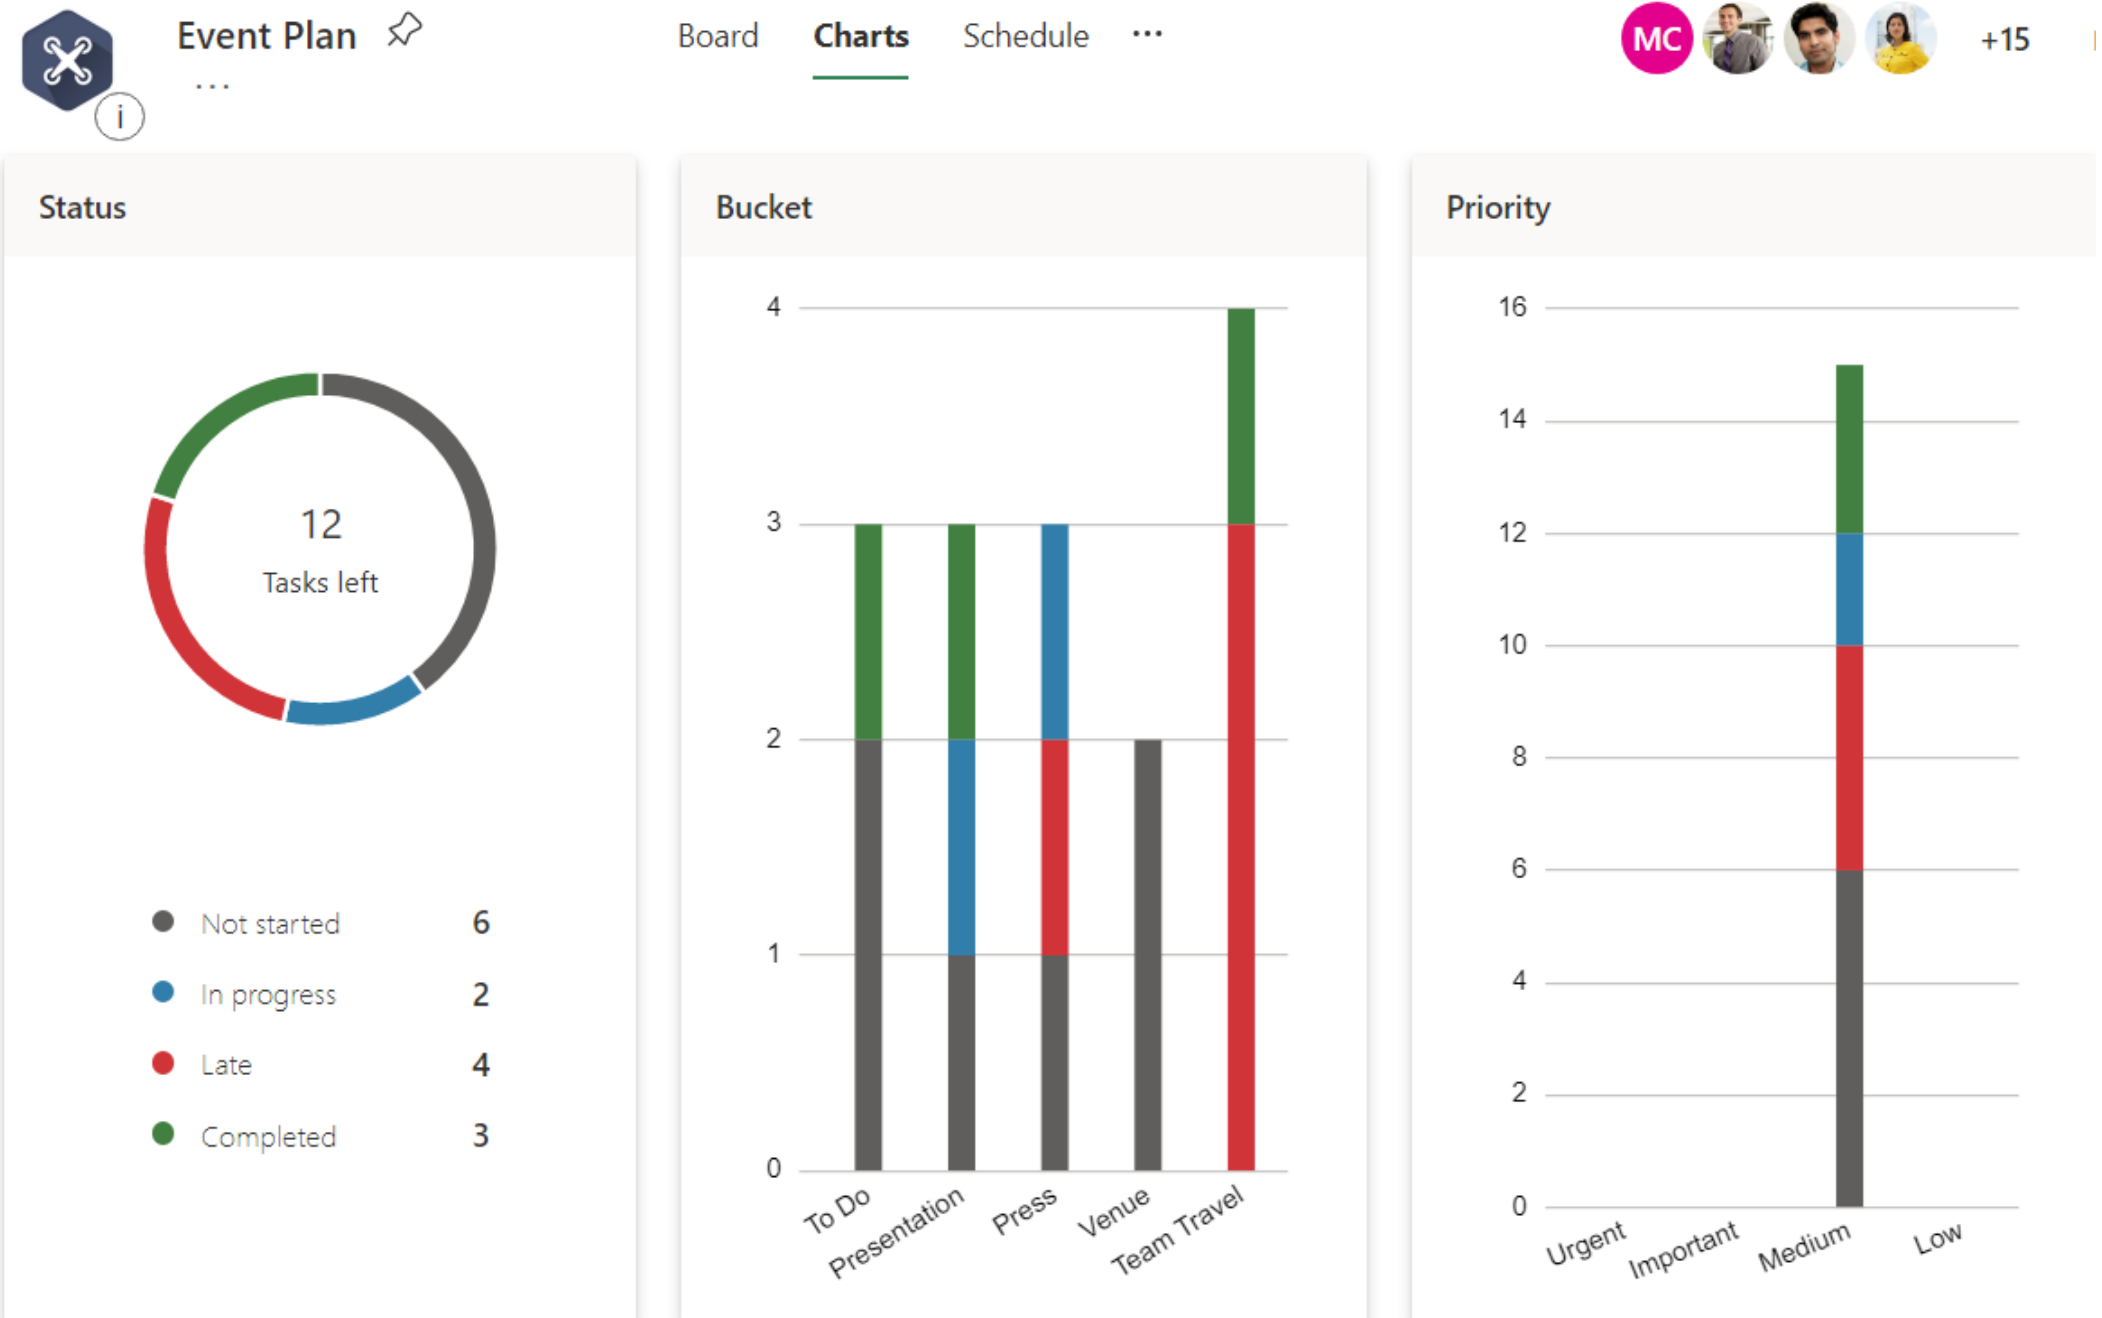 Event Plan
...
i
Board
Charts
Schedule
...
MC
+15
Status
12
Tasks left
Not started 6
In progress 2
Late 4
Completed 3
Bucket
4
3
2
1
0
To Do
Presentation
Press
Venue
Team Travel
Priority
16
14
12
10
8
6
4
2
0
Urgent
Important
Medium
Low